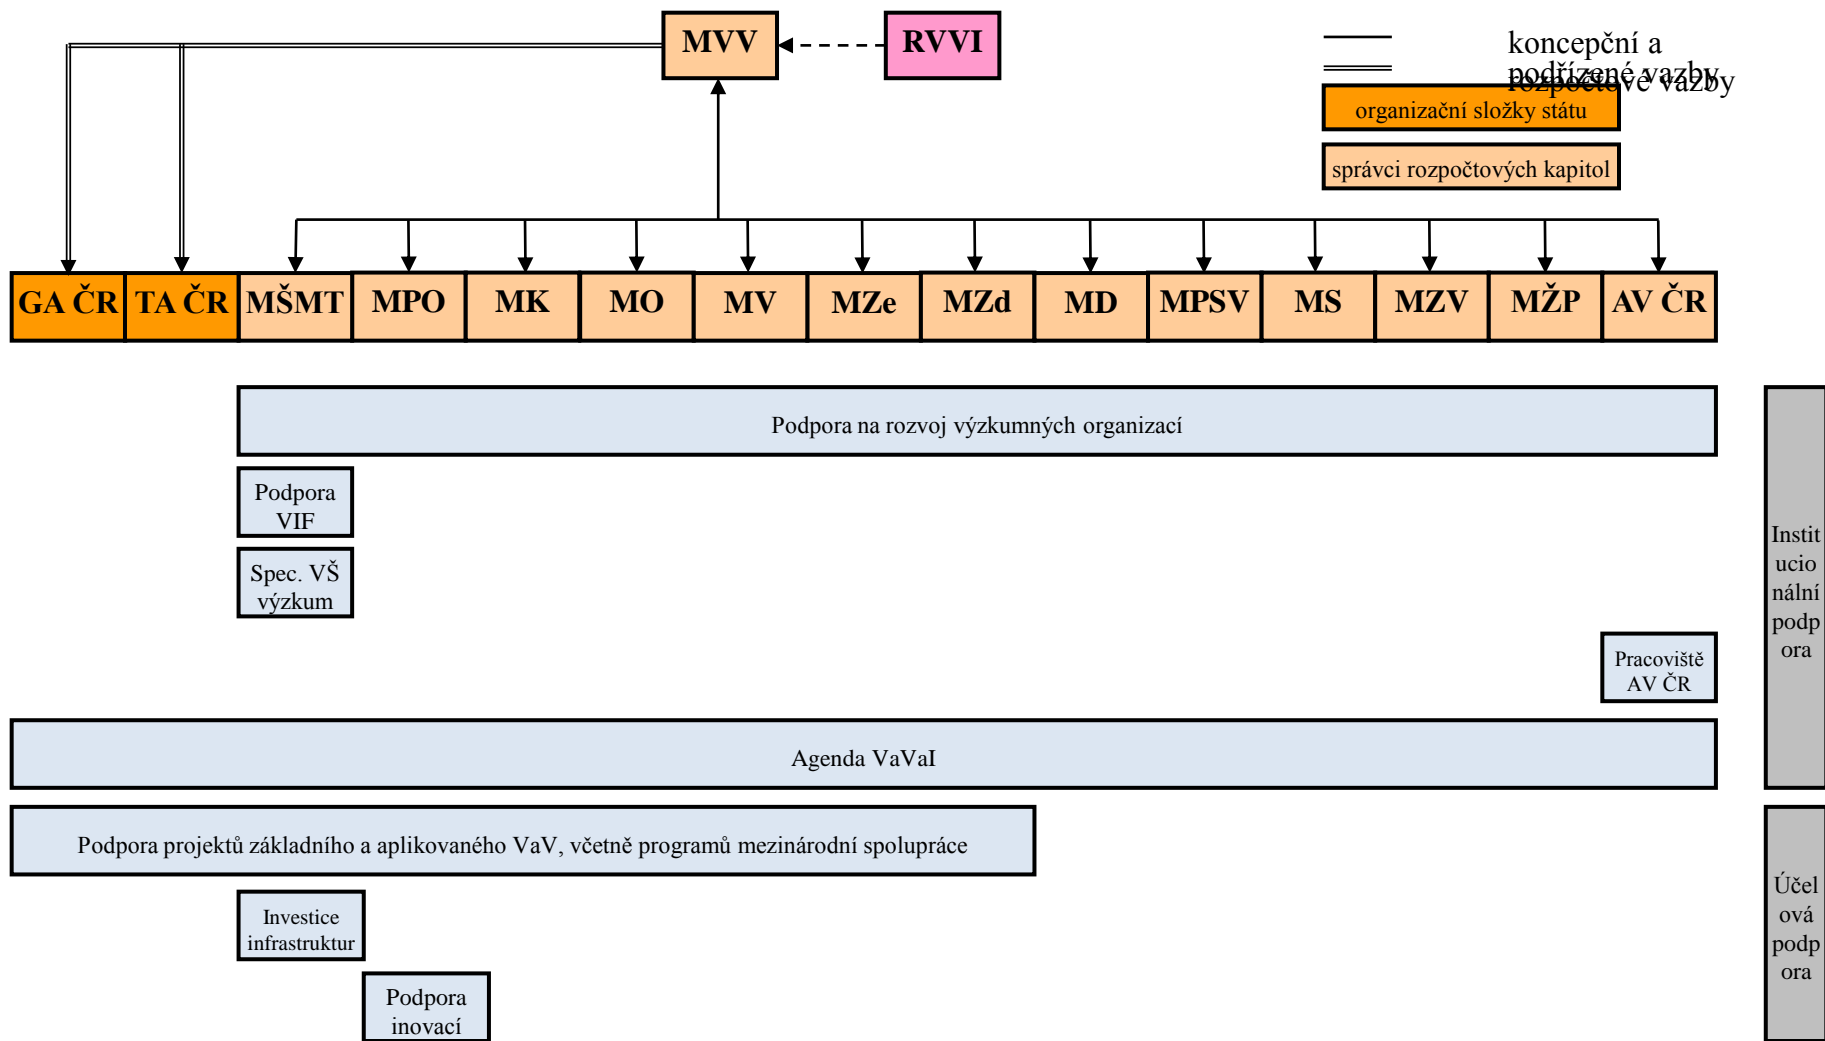 MVV
RVVI
koncepční a
rozpočtové vazby
podřízené vazby
organizační složky státu
správci rozpočtových kapitol
GA ČR
TA ČR
MŠMT
MPO
MK
MO
MV
MZe
MZd
MD
MPSV
MS
MZV
MŽP
AV ČR
Podpora na rozvoj výzkumných organizací
Podpora
VIF
Spec. VŠ
výzkum
Instit
ucio
nální
podp
ora
Pracoviště
AV ČR
Agenda VaVaI
Podpora projektů základního a aplikovaného VaV, včetně programů mezinárodní spolupráce
Investice
infrastruktur
Podpora
inovací
Účel
ová
podp
ora